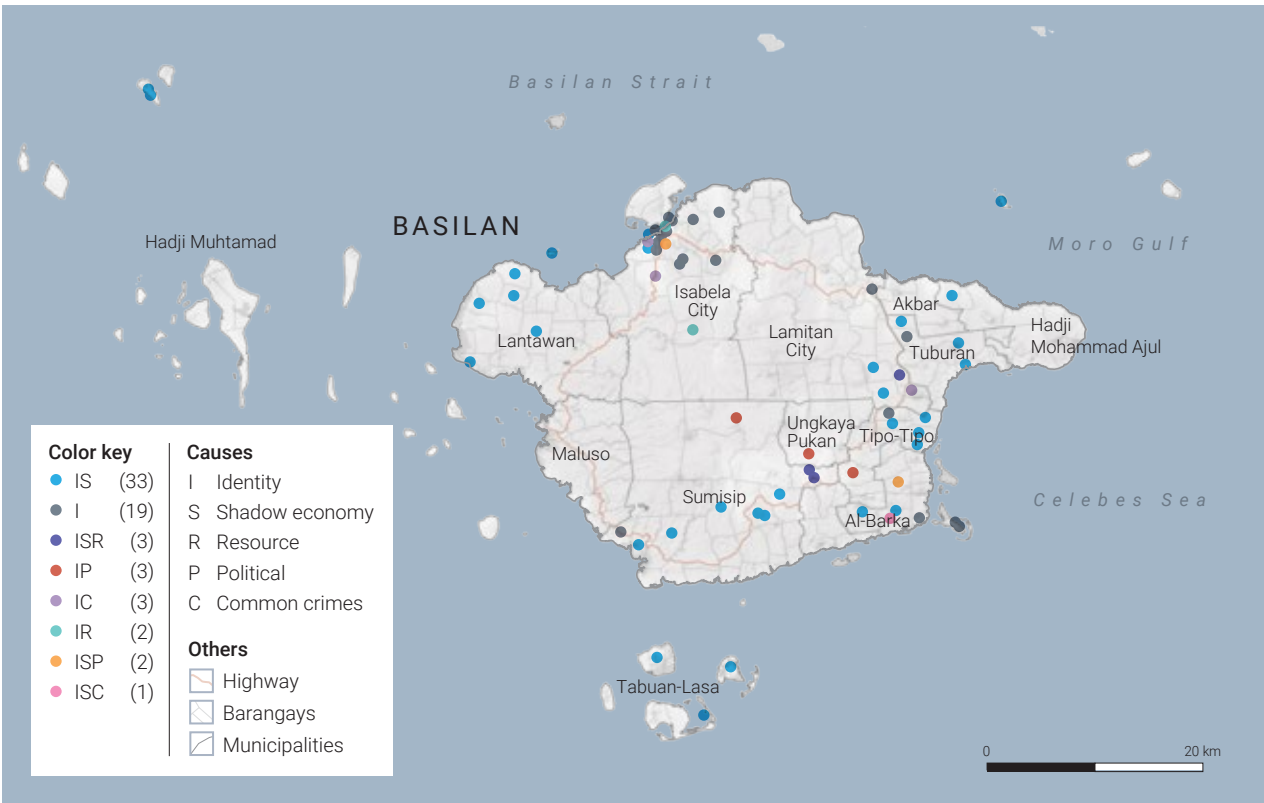 Basilan Strait
BASILAN
Hadji Muhtamad
Moro Gulf
Isabela
City
Akbar
Hadji
Mohammad Ajul
Lamitan
City
Lantawan
Tuburan
Ungkaya
Pukan
Tipo-Tipo
Maluso
Sumisip
Celebes Sea
Al-Barka
Tabuan-Lasa
Color key
IS (33)
I (19)
ISR (3)
IP (3)
IC (3)
IR (2)
ISP (2)
ISC (1)
Causes
I Identity
S Shadow economy
R Resource
P Political
C Common crimes
Others
Highway
Barangays
Municipalities
0 20 km